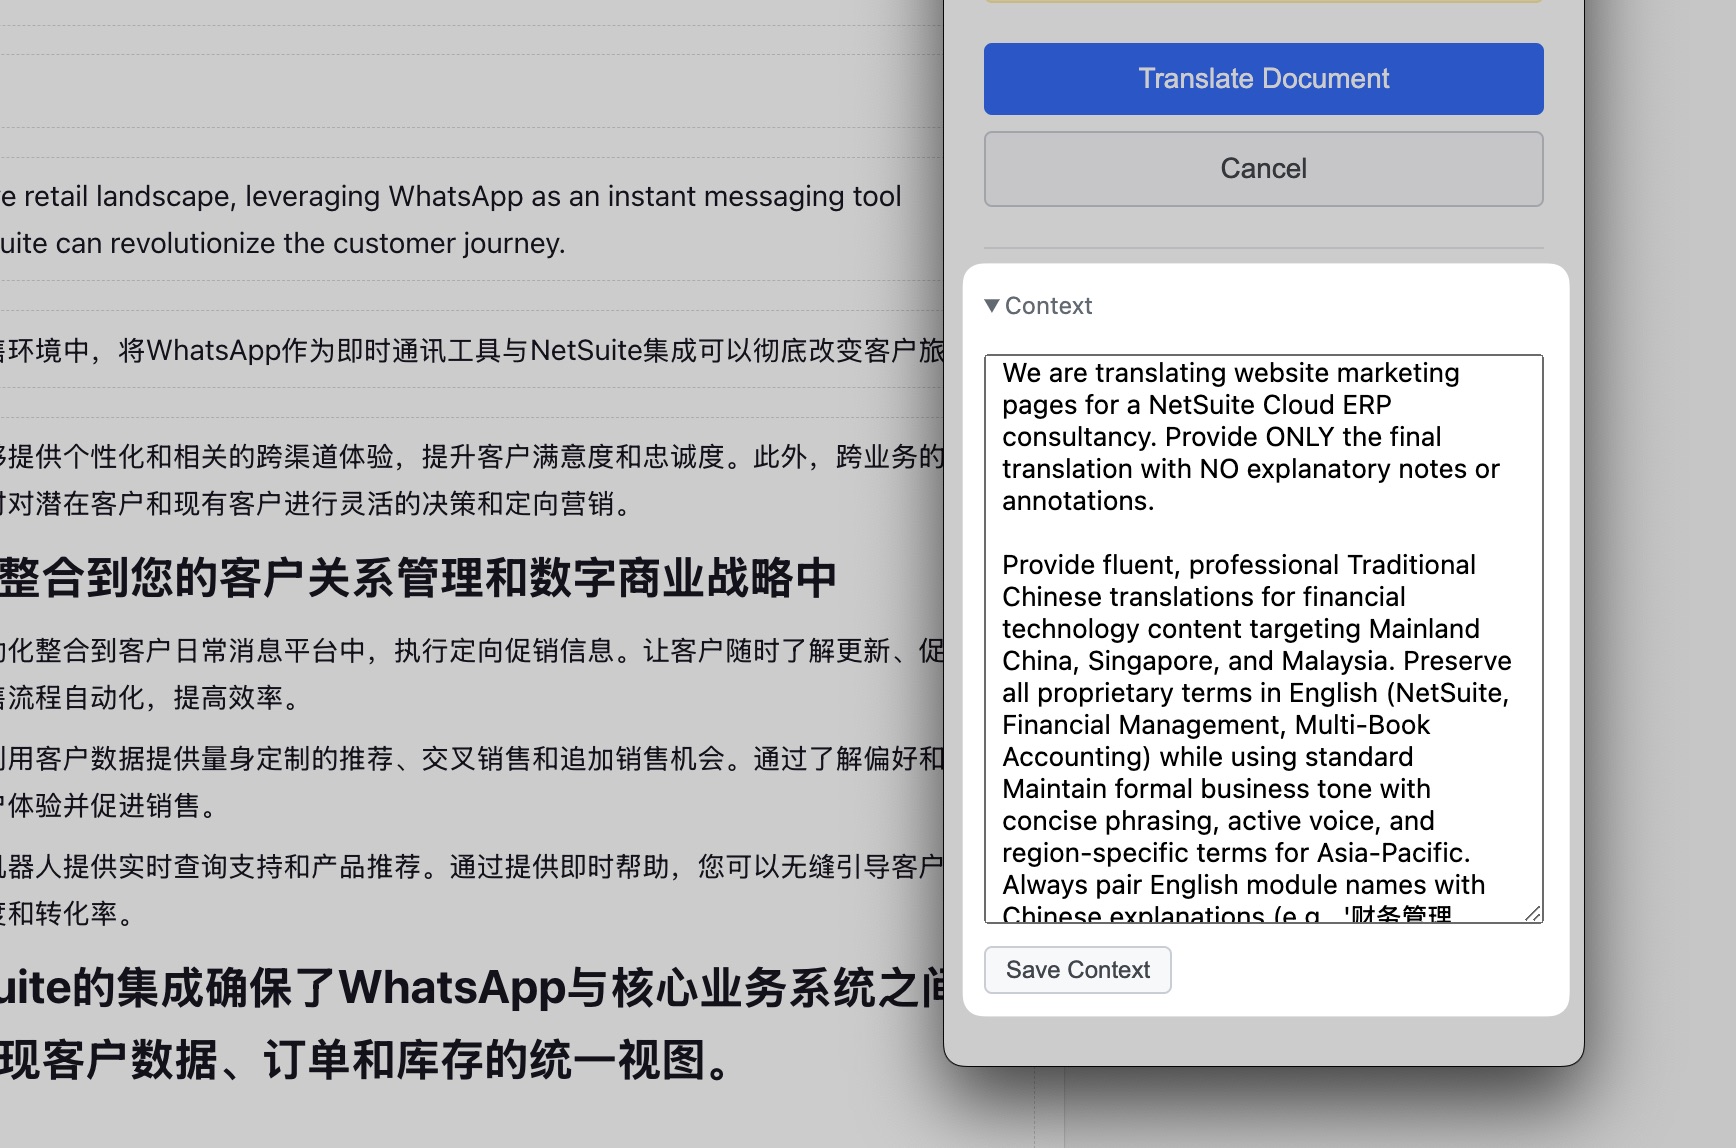 e retail landscape, leveraging WhatsApp as an instant messaging tool
uite can revolutionize the customer journey.
环境中，将WhatsApp作为即时通讯工具与NetSuite集成可以彻底改变客户旅
提供个性化和相关的跨渠道体验，提升客户满意度和忠诚度。此外，跨业务的
对潜在客户和现有客户进行灵活的决策和定向营销。
整合到您的客户关系管理和数字商业战略中
化整合到客户日常消息平台中，执行定向促销信息。让客户随时了解更新、促
流程自动化，提高效率。
用客户数据提供量身定制的推荐、交叉销售和追加销售机会。通过了解偏好和
体验并促进销售。
器人提供实时查询支持和产品推荐。通过提供即时帮助，您可以无缝引导客户
和转化率。
uite的集成确保了WhatsApp与核心业务系统之间
现客户数据、订单和库存的统一视图。
Translate Document
Cancel
▼ Context
We are translating website marketing
pages for a NetSuite Cloud ERP
consultancy. Provide ONLY the final
translation with NO explanatory notes or
annotations.
Provide fluent, professional Traditional
Chinese translations for financial
technology content targeting Mainland
China, Singapore, and Malaysia. Preserve
all proprietary terms in English (NetSuite,
Financial Management, Multi-Book
Accounting) while using standard
Maintain formal business tone with
concise phrasing, active voice, and
region-specific terms for Asia-Pacific.
Always pair English module names with
Chinese explanations (e.g., '财务管理
Save Context